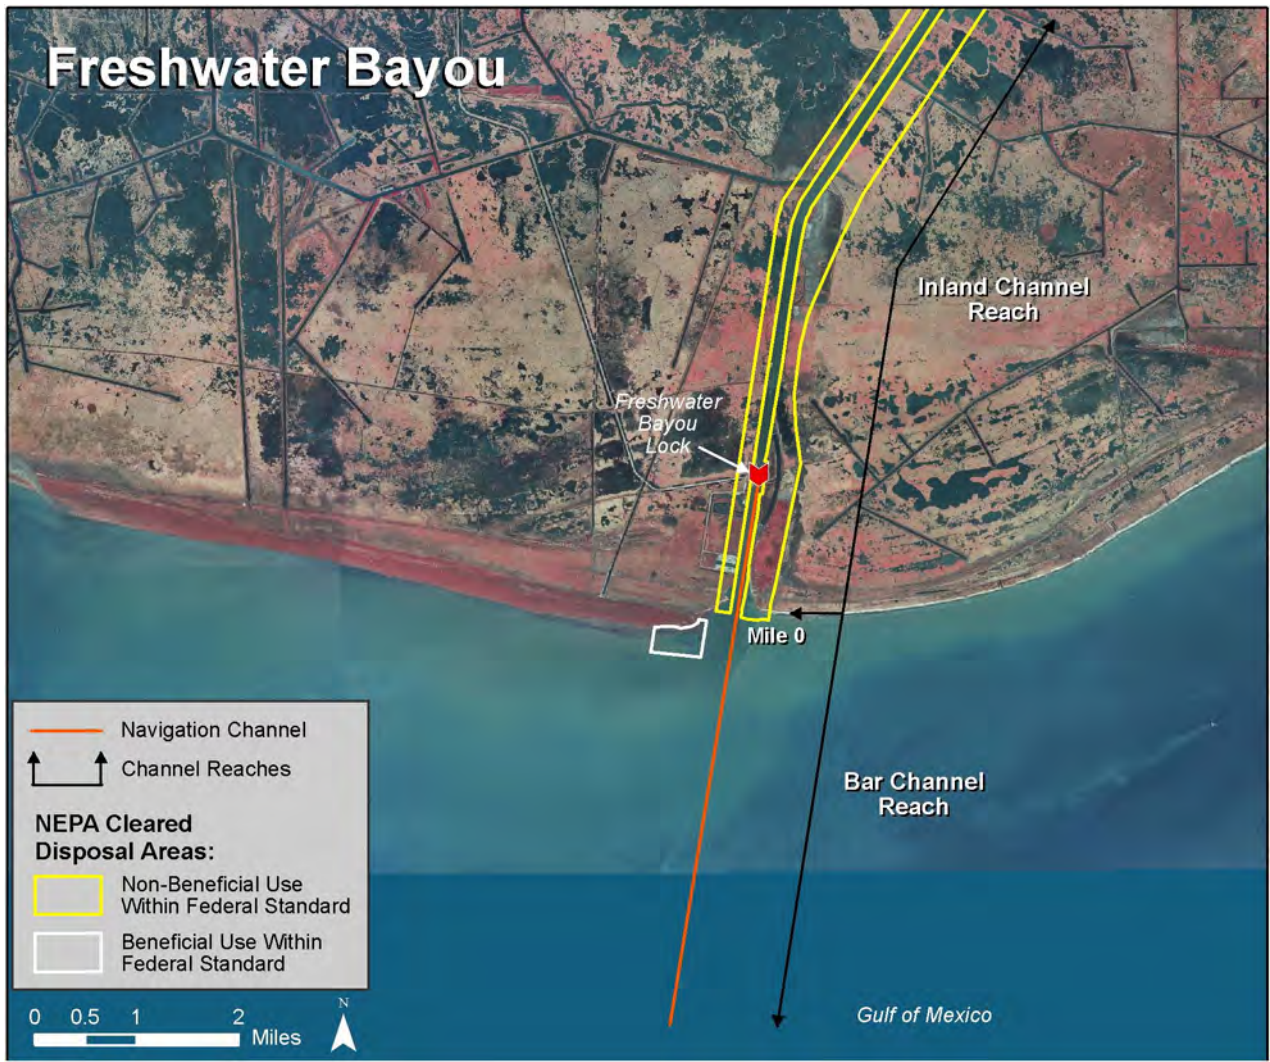 Freshwater Bayou
Inland Channel
Reach
Freshwater
Bayou
Lock
Mile 0
Bar Channel
Reach
Gulf of Mexico
Navigation Channel
Channel Reaches
NEPA Cleared
Disposal Areas:
Non-Beneficial Use
Within Federal Standard
Beneficial Use Within
Federal Standard
0 0.5 1 2
Miles
N